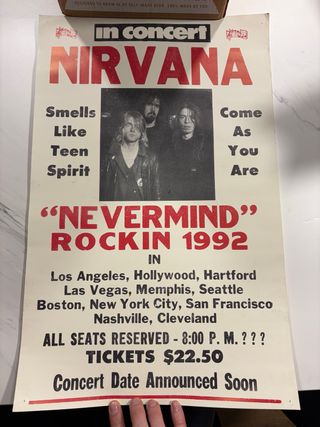 in concert
NIRVANA
Smells
Like
Teen
Spirit
Come
As
You
Are
"NEVERMIND"
ROCKIN 1992
IN
Los Angeles, Hollywood, Hartford
Las Vegas, Memphis, Seattle
Boston, New York City, San Francisco
Nashville, Cleveland
ALL SEATS RESERVED - 8:00 P. M. ? ? ?
TICKETS $22.50
Concert Date Announced Soon